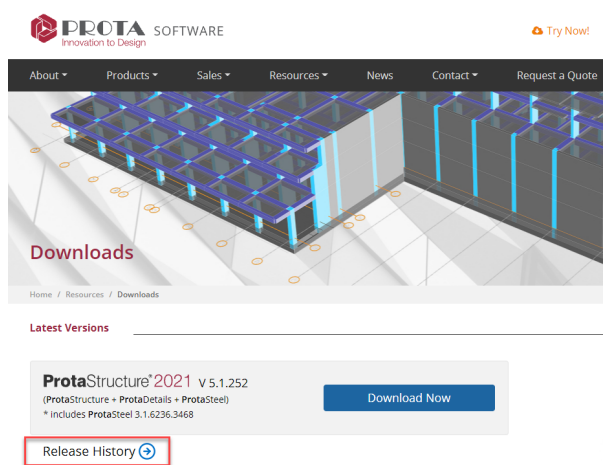 PROTA SOFTWARE
Innovation to Design
Try Now!
About Products Sales Resources News Contact Request a Quote
Downloads
Home / Resources / Downloads
Latest Versions
ProtaStructure® 2021 V 5.1.252
(ProtaStructure + ProtaDetails + ProtaSteel)
* includes ProtaSteel 3.1.6236.3468
Download Now
Release History